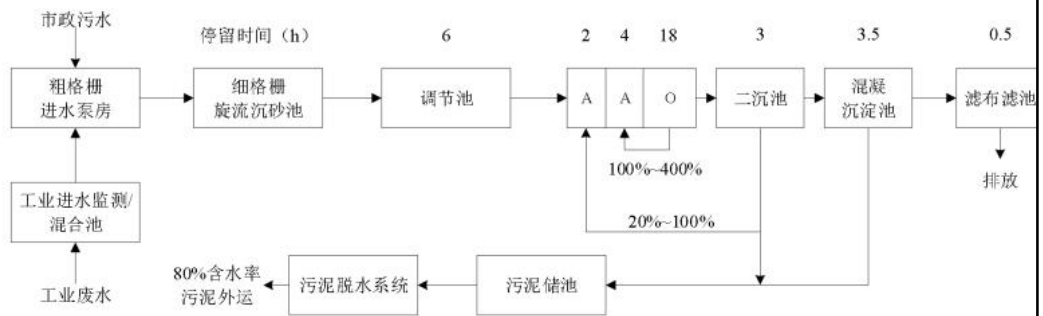 市政污水
停留时间（h）
6
2
4
18
3
3.5
0.5
粗格栅
进水泵房
细格栅
旋流沉砂池
调节池
A
A
O
二沉池
混凝
沉淀池
滤布滤池
100%~400%
排放
工业进水监测/
混合池
20%~100%
工业废水
80%含水率
污泥外运
污泥脱水系统
污泥储池